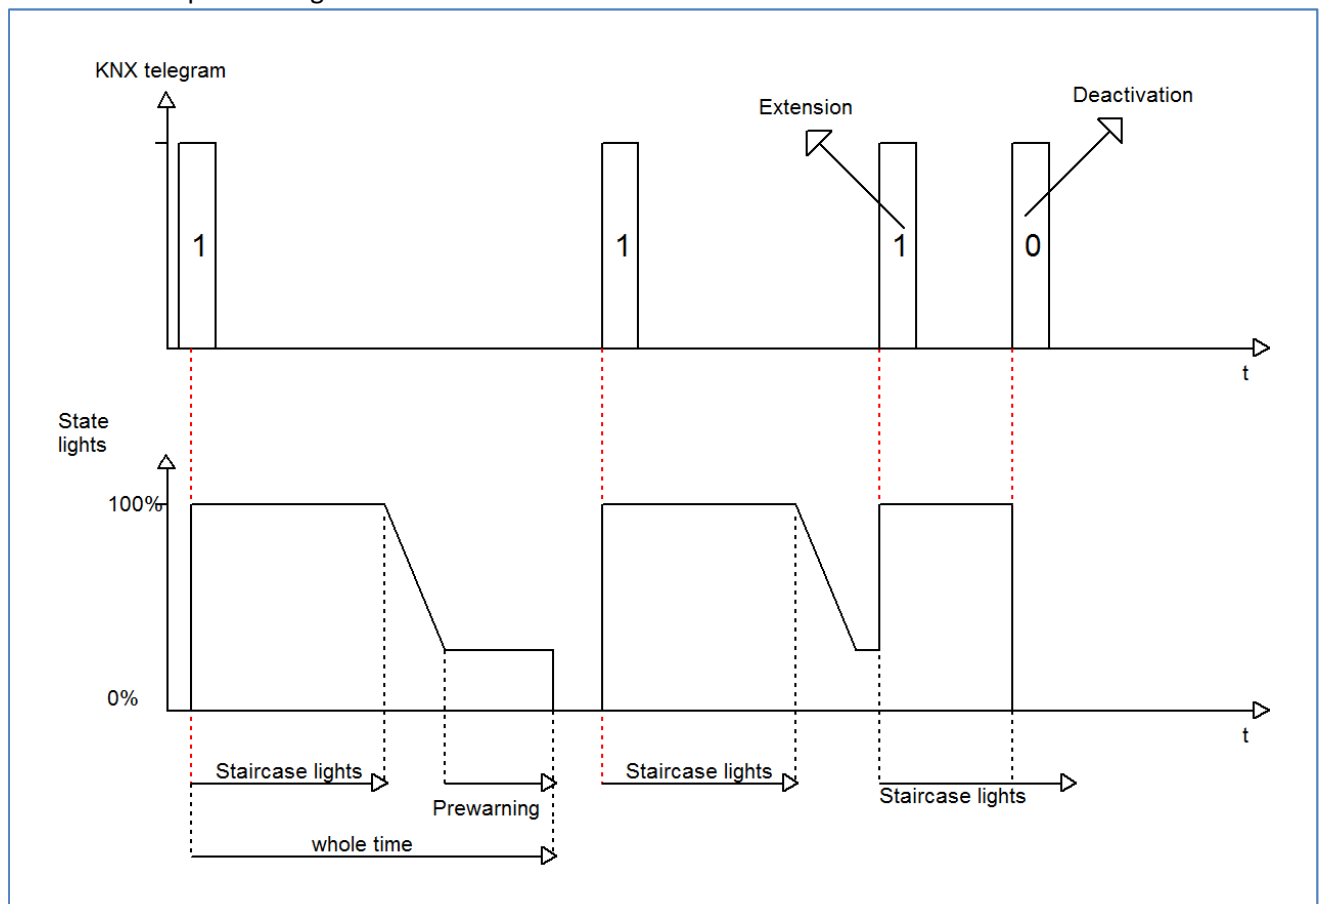 KNX telegram
Extension
Deactivation
1
1
1
0
t
State
lights
100%
0%
t
Staircase lights
Staircase lights
Staircase lights
Prewarning
whole time